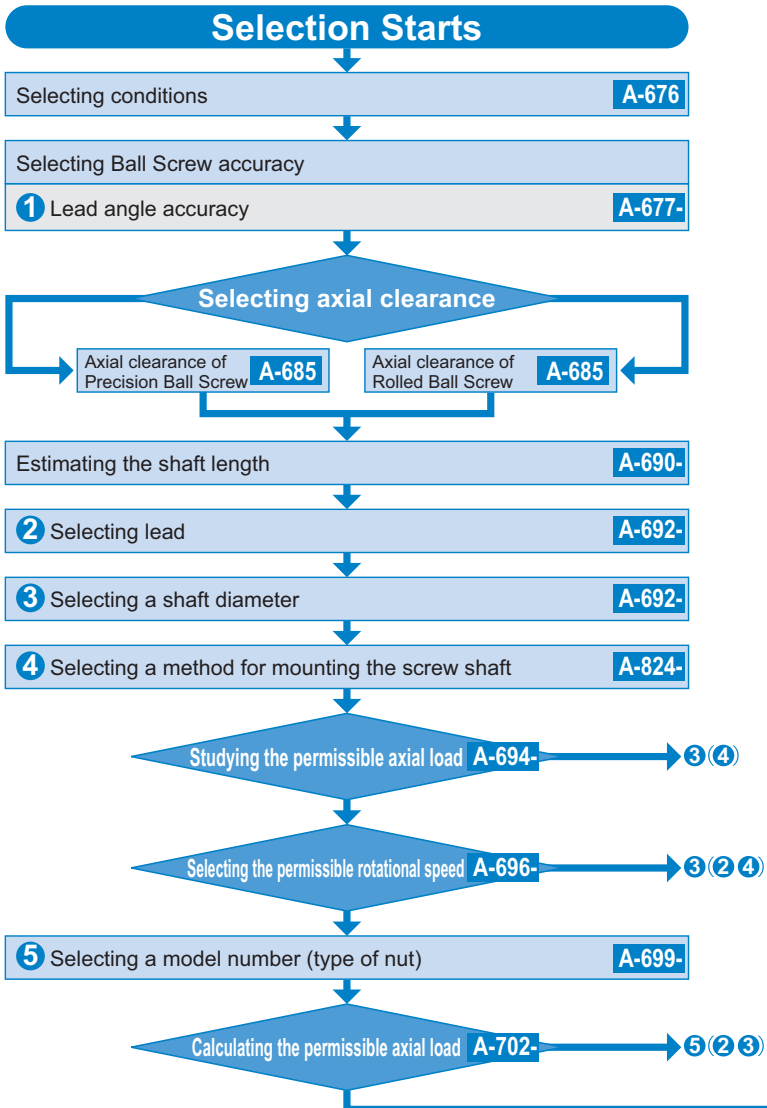 Selection Starts
Selecting conditions A-676
Selecting Ball Screw accuracy
1 Lead angle accuracy A-677-
Selecting axial clearance
Axial clearance of
Precision Ball Screw A-685
Axial clearance of
Rolled Ball Screw A-685
Estimating the shaft length A-690-
2 Selecting lead A-692-
3 Selecting a shaft diameter A-692-
4 Selecting a method for mounting the screw shaft A-824-
Studying the permissible axial load A-694- 3(4)
Selecting the permissible rotational speed A-696- 3(2 4)
5 Selecting a model number (type of nut) A-699-
Calculating the permissible axial load A-702- 5(2 3)